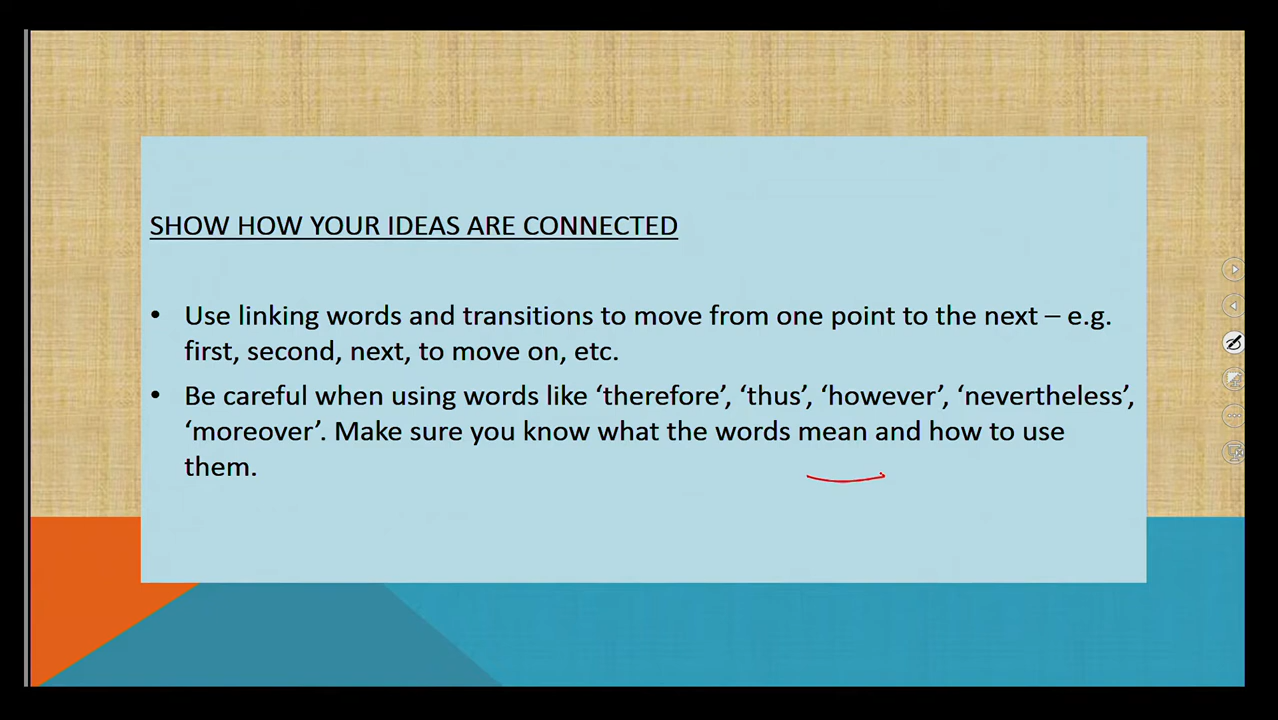 SHOW HOW YOUR IDEAS ARE CONNECTED
• Use linking words and transitions to move from one point to the next – e.g.
first, second, next, to move on, etc.
• Be careful when using words like ‘therefore’, ‘thus’, ‘however’, ‘nevertheless’,
‘moreover’. Make sure you know what the words mean and how to use
them.